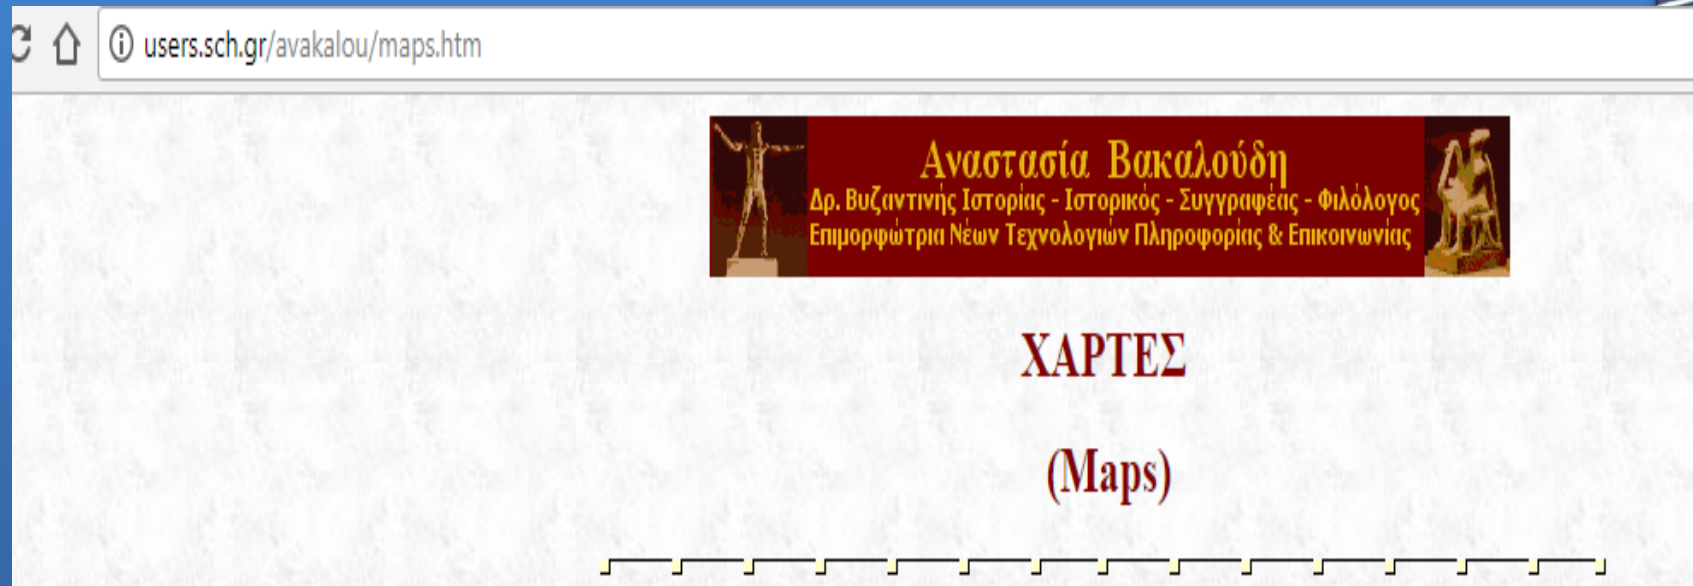 users.sch.gr/avakalou/maps.htm
Αναστασία Βακαλούδη
Δρ. Βυζαντινής Ιστορίας - Ιστορικός - Συγγραφέας - Φιλόλογος
Επιμορφώτρια Νέων Τεχνολογιών Πληροφορίας & Επικοινωνίας
ΧΑΡΤΕΣ
(Maps)